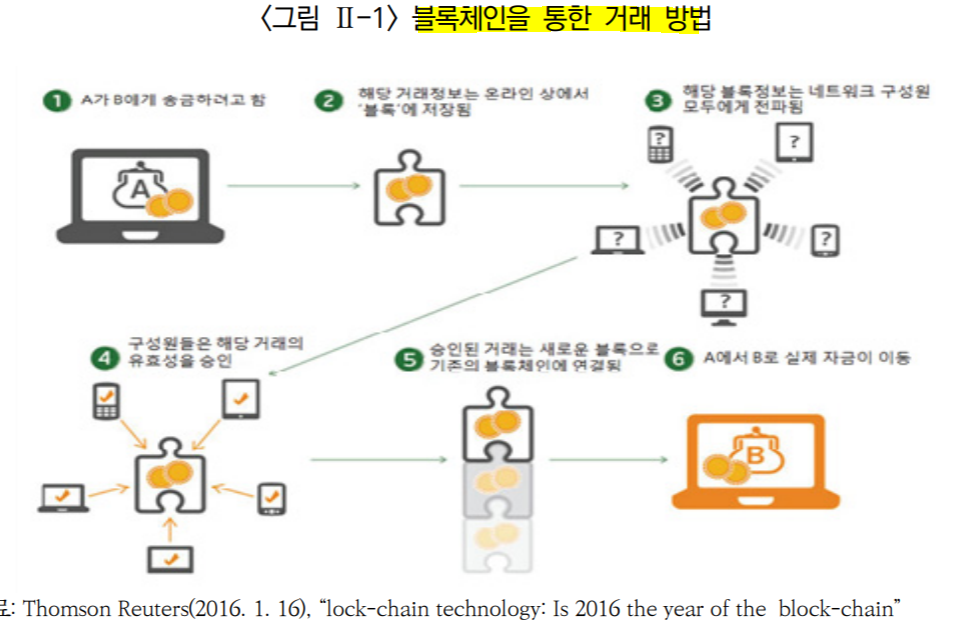 <그림 Ⅱ-1> 블록체인을 통한 거래 방법
1 A가 B에게 송금하려고 함
2 해당 거래정보는 온라인 상에서
'블록'에 저장됨
3 해당 블록정보는 네트워크 구성원
모두에게 전파됨
A
?
?
?
?
?
4 구성원들은 해당 거래의
유효성을 승인
5 승인된 거래는 새로운 블록으로
기존의 블록체인에 연결됨
6 A에서 B로 실제 자금이 이동
B
료: Thomson Reuters(2016. 1. 16), “lock-chain technology: Is 2016 the year of the block-chain”